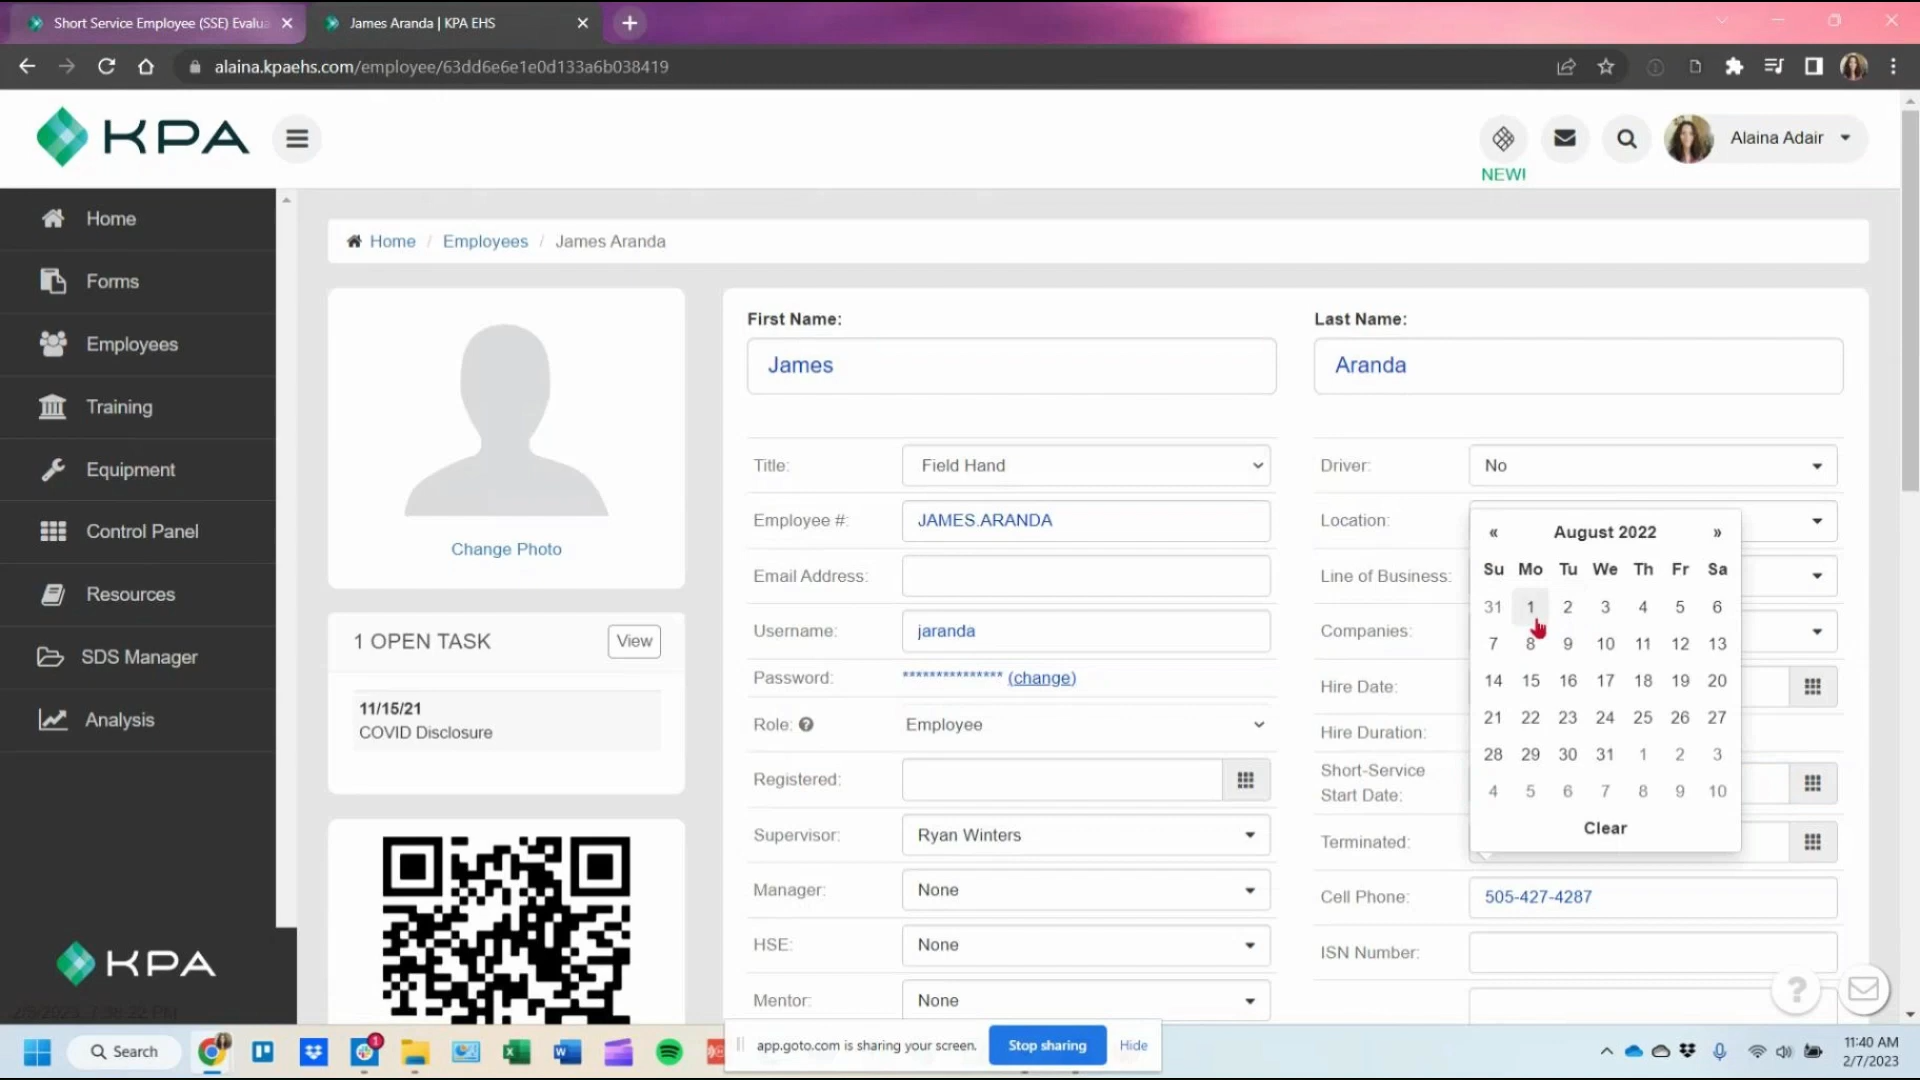 Short Service Employee (SSE) Evalua
James Aranda | KPA EHS
alaina.kpaehs.com/employee/63dd6e6e1e0d133a6b038419
KPA
NEW!
Alaina Adair
Home
Forms
Employees
Training
Equipment
Control Panel
Resources
SDS Manager
Analysis
KPA
Home / Employees / James Aranda
Change Photo
1 OPEN TASK
View
11/15/21
COVID Disclosure
First Name:
James
Last Name:
Aranda
Title:
Field Hand
Employee #:
JAMES.ARANDA
Email Address:
Username:
jaranda
Password:
*************** (change)
Role:
Employee
Registered:
Supervisor:
Ryan Winters
Manager:
None
HSE:
None
Mentor:
None
Driver:
No
Location:
Line of Business:
Companies:
Hire Date:
Hire Duration:
Short-Service
Start Date:
Terminated:
Cell Phone:
505-427-4287
ISN Number:
« August 2022 »
Su Mo Tu We Th Fr Sa
31 1 2 3 4 5 6
7 8 9 10 11 12 13
14 15 16 17 18 19 20
21 22 23 24 25 26 27
28 29 30 31 1 2 3
4 5 6 7 8 9 10
Clear
Search
1
app.goto.com is sharing your screen.
Stop sharing
Hide
11:40 AM
2/7/2023